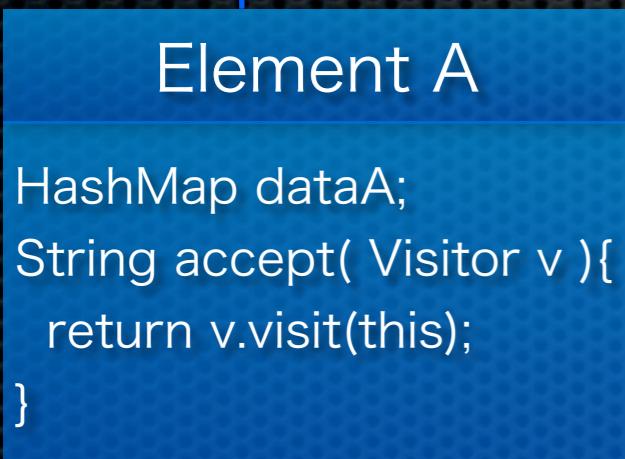 Element A
HashMap dataA;
String accept( Visitor v ){
return v.visit(this);
}